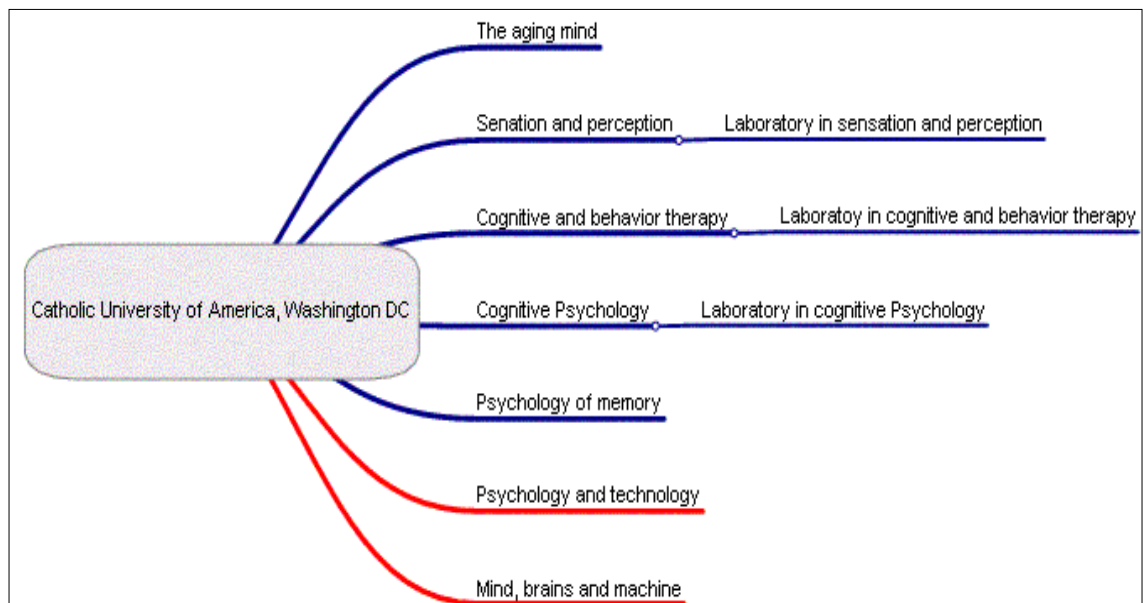 The aging mind
Senation and perception
Laboratory in sensation and perception
Cognitive and behavior therapy
Laboratoy in cognitive and behavior therapy
Catholic University of America, Washington DC
Cognitive Psychology
Laboratory in cognitive Psychology
Psychology of memory
Psychology and technology
Mind, brains and machine